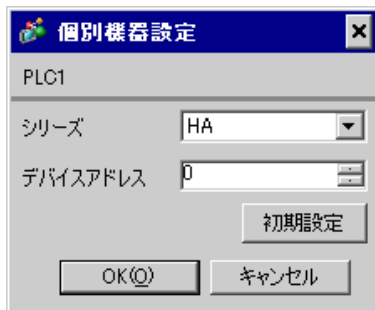 個別機器設定
PLC1
シリーズ HA
デバイスアドレス 0
初期設定
OK(O) キャンセル